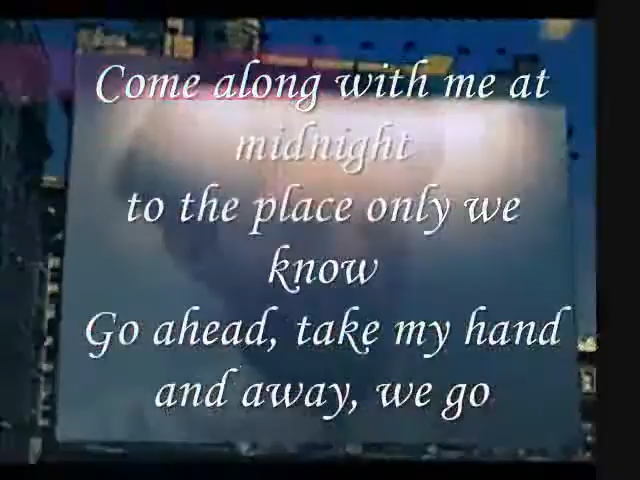 Come along with me at
midnight
to the place only we
know
Go ahead, take my hand
and away, we go